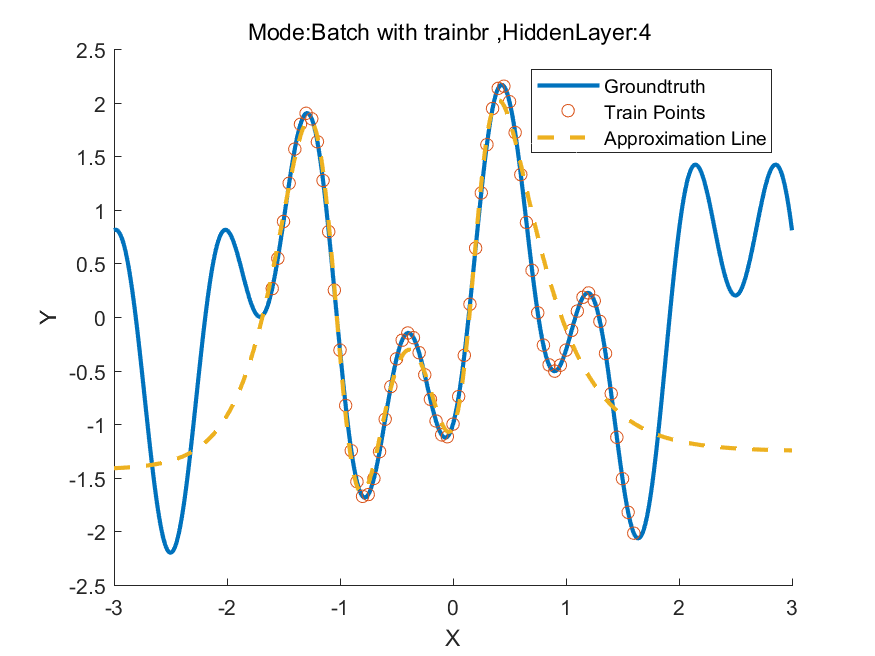 Mode:Batch with trainbr ,HiddenLayer:4
2.5
2
1.5
1
0.5
0
-0.5
-1
-1.5
-2
-2.5
Y
Groundtruth
Train Points
Approximation Line
-3 -2 -1 0 1 2 3
X